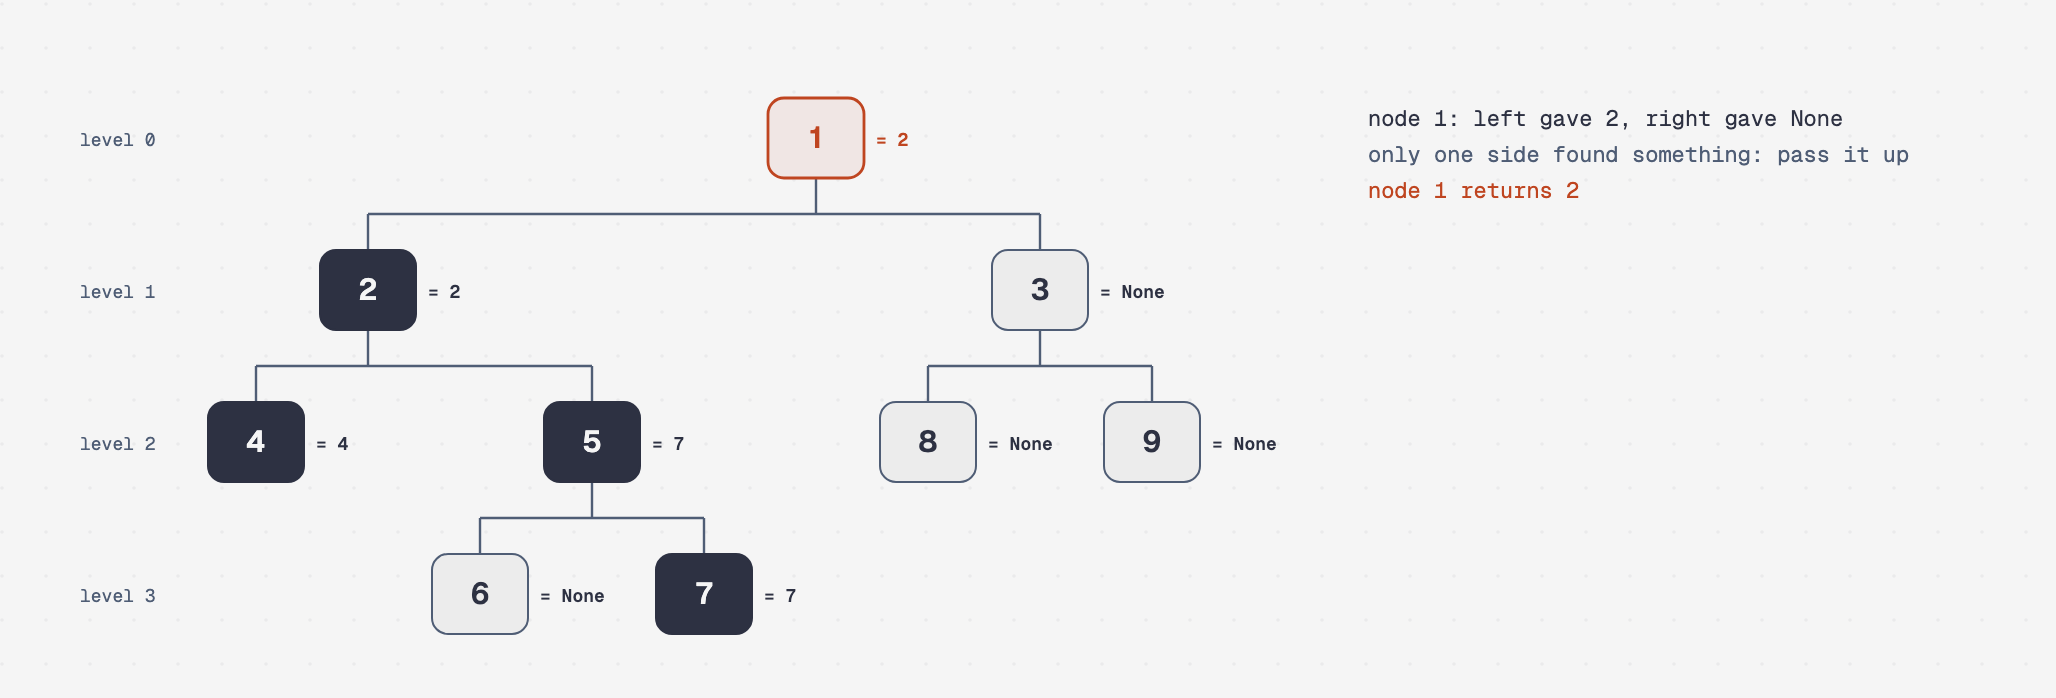 node 1: left gave 2, right gave None
only one side found something: pass it up
node 1 returns 2
level 0
1 = 2
level 1
2 = 2
3 = None
level 2
4 = 4
5 = 7
8 = None
9 = None
level 3
6 = None
7 = 7